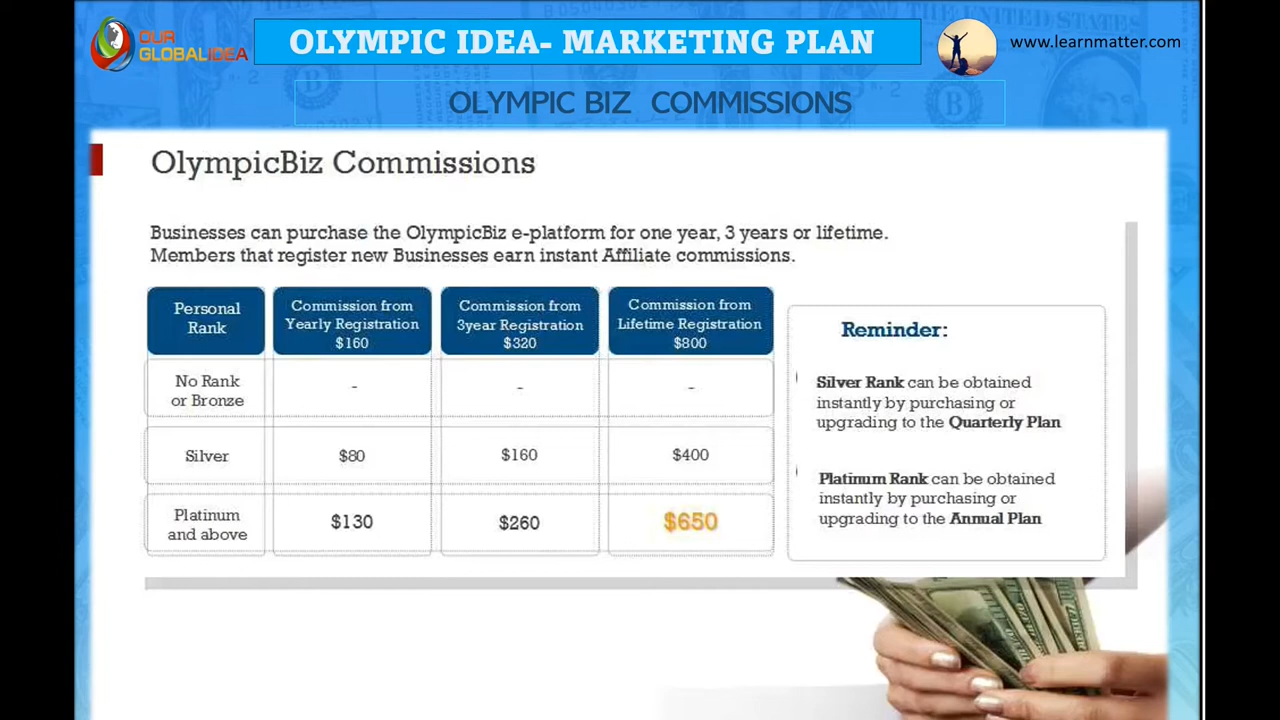 OUR
GLOBALIDEA
OLYMPIC IDEA- MARKETING PLAN
www.learnmatter.com
OLYMPIC BIZ COMMISSIONS
OlympicBiz Commissions
Businesses can purchase the OlympicBiz e-platform for one year, 3 years or lifetime.
Members that register new Businesses earn instant Affiliate commissions.
Personal
Rank
Commission from
Yearly Registration
$160
Commission from
3year Registration
$320
Commission from
Lifetime Registration
$800
No Rank
or Bronze
-
-
-
Silver
$80
$160
$400
Platinum
and above
$130
$260
$650
Reminder:
Silver Rank can be obtained
instantly by purchasing or
upgrading to the Quarterly Plan
Platinum Rank can be obtained
instantly by purchasing or
upgrading to the Annual Plan